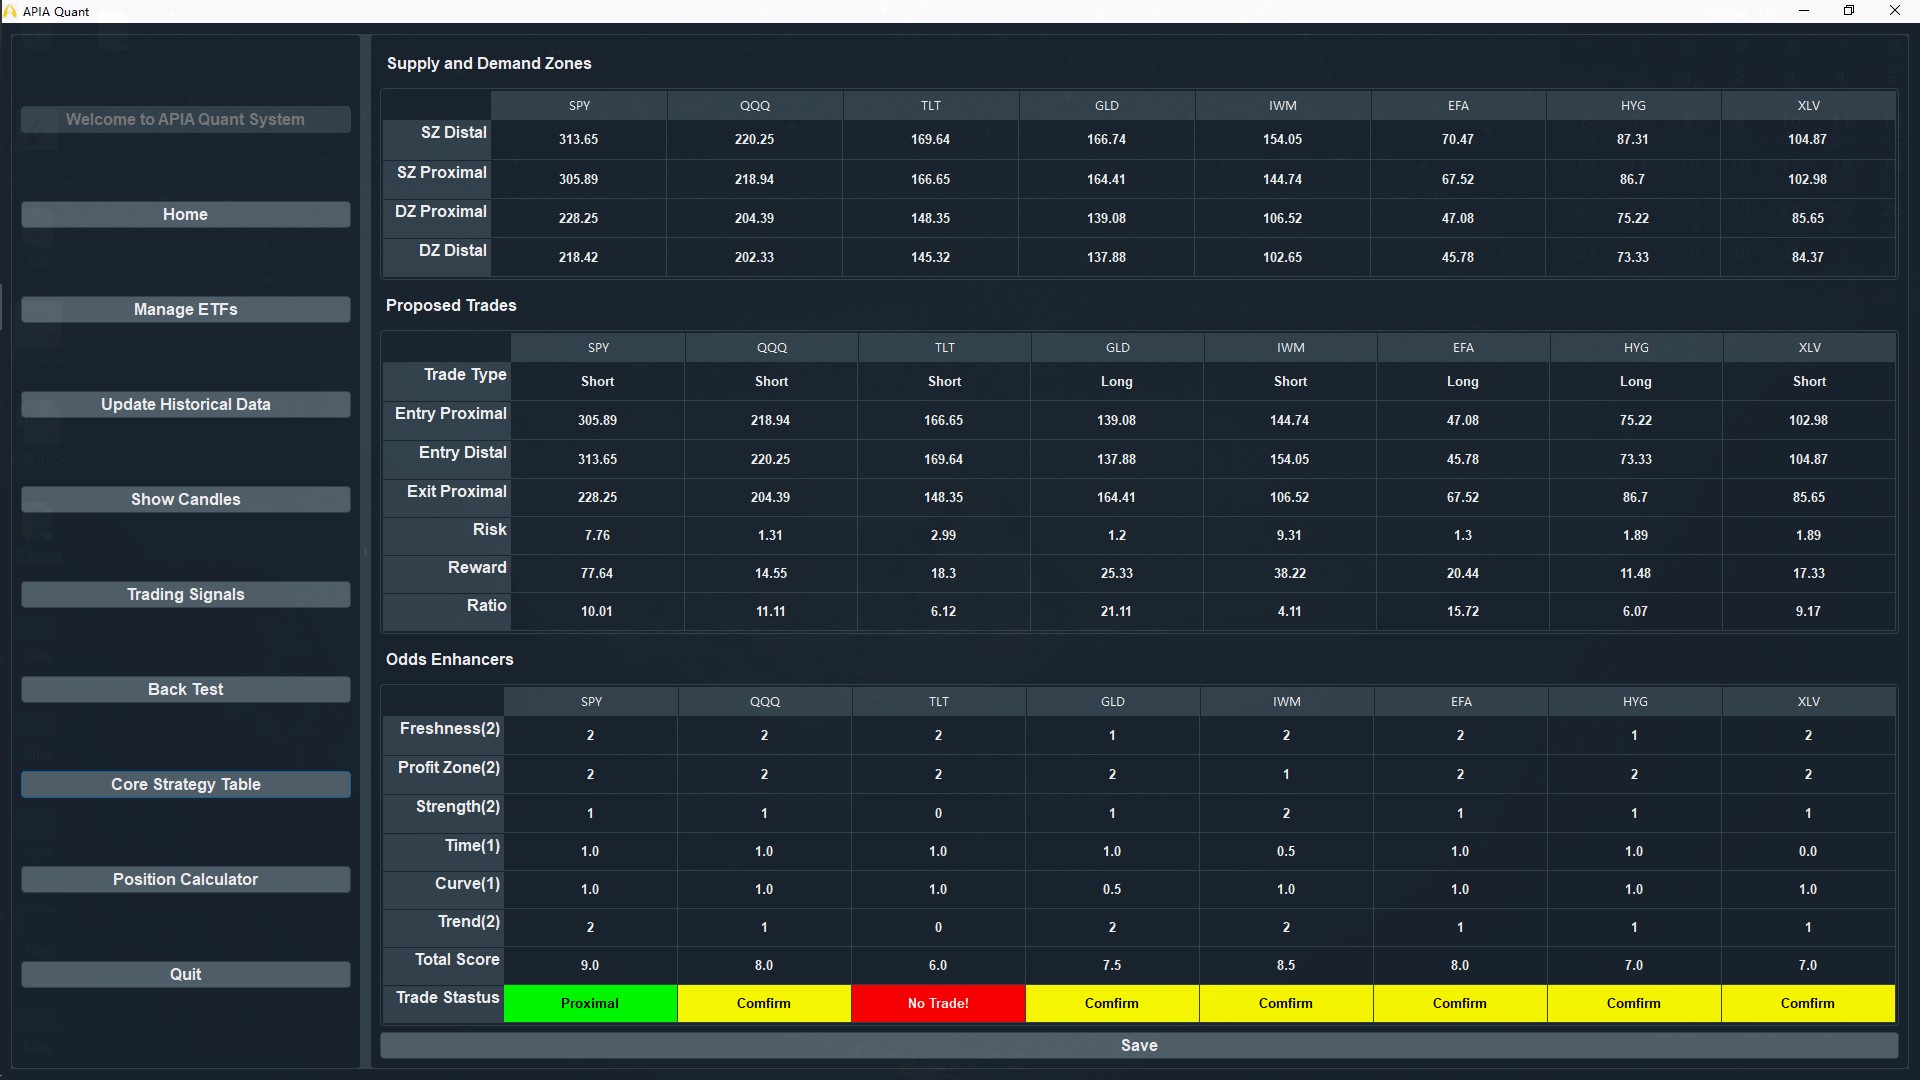 APIA Quant
Welcome to APIA Quant System
Home
Manage ETFs
Update Historical Data
Show Candles
Trading Signals
Back Test
Core Strategy Table
Position Calculator
Quit
Supply and Demand Zones
SPY QQQ TLT GLD IWM EFA HYG XLV
SZ Distal 313.65 220.25 169.64 166.74 154.05 70.47 87.31 104.87
SZ Proximal 305.89 218.94 166.65 164.41 144.74 67.52 86.7 102.98
DZ Proximal 228.25 204.39 148.35 139.08 106.52 47.08 75.22 85.65
DZ Distal 218.42 202.33 145.32 137.88 102.65 45.78 73.33 84.37
Proposed Trades
SPY QQQ TLT GLD IWM EFA HYG XLV
Trade Type Short Short Short Long Short Long Long Short
Entry Proximal 305.89 218.94 166.65 139.08 144.74 47.08 75.22 102.98
Entry Distal 313.65 220.25 169.64 137.88 154.05 45.78 73.33 104.87
Exit Proximal 228.25 204.39 148.35 164.41 106.52 67.52 86.7 85.65
Risk 7.76 1.31 2.99 1.2 9.31 1.3 1.89 1.89
Reward 77.64 14.55 18.3 25.33 38.22 20.44 11.48 17.33
Ratio 10.01 11.11 6.12 21.11 4.11 15.72 6.07 9.17
Odds Enhancers
SPY QQQ TLT GLD IWM EFA HYG XLV
Freshness(2) 2 2 2 1 2 2 1 2
Profit Zone(2) 2 2 2 2 1 2 2 2
Strength(2) 1 1 0 1 2 1 1 1
Time(1) 1.0 1.0 1.0 1.0 0.5 1.0 1.0 0.0
Curve(1) 1.0 1.0 1.0 0.5 1.0 1.0 1.0 1.0
Trend(2) 2 1 0 2 2 1 1 1
Total Score 9.0 8.0 6.0 7.5 8.5 8.0 7.0 7.0
Trade Stastus Proximal Comfirm No Trade! Comfirm Comfirm Comfirm Comfirm Comfirm
Save